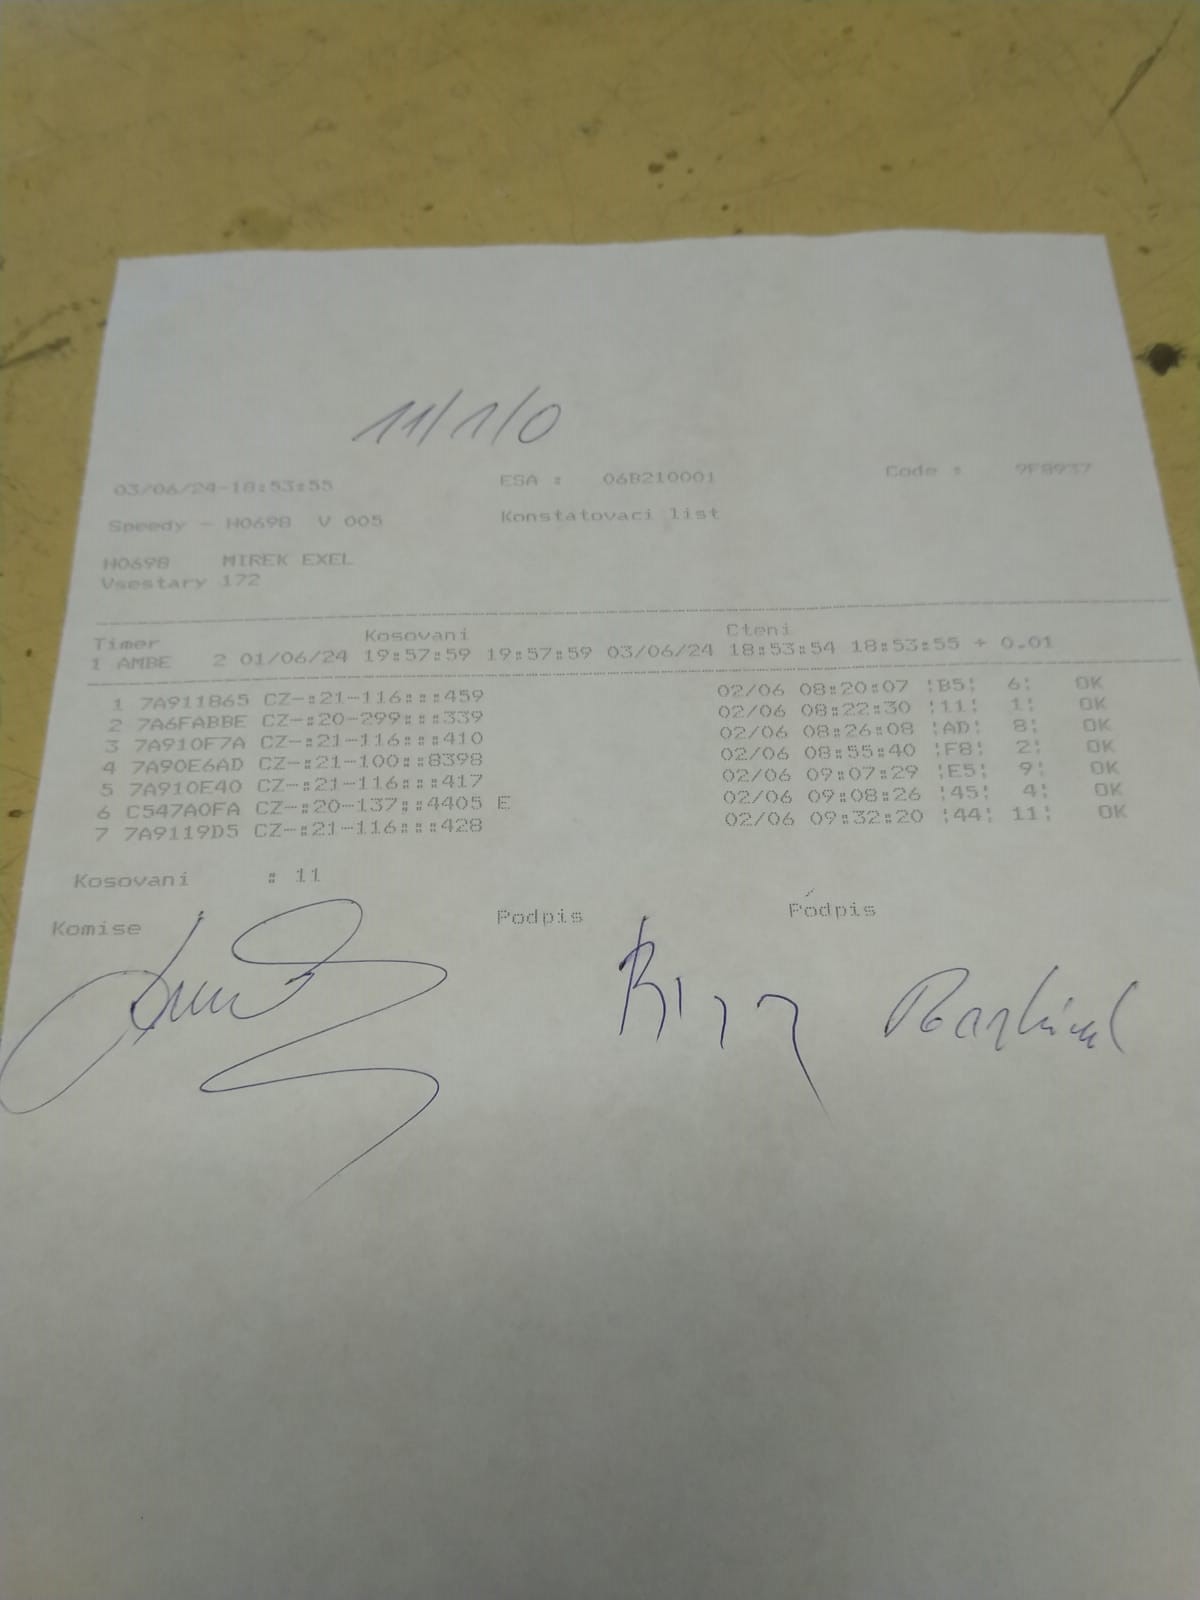 11/1/0
03/06/24-18:53:55 ESA : 06B210001 Code : 9F8937
Speedy - H0698 V 005 Konstatovaci list
H0698 MIREK EXEL
Vsestary 172
Timer Kosovani Cteni
1 AMBE 2 01/06/24 19:57:59 19:57:59 03/06/24 18:53:54 18:53:55 + 0.01
1 7A911B65 CZ-:21-116:::459 02/06 08:20:07 ¦B5¦ 6¦ OK
2 7A6FABBE CZ-:20-299:::339 02/06 08:22:30 ¦11¦ 1¦ OK
3 7A910F7A CZ-:21-116:::410 02/06 08:26:08 ¦AD¦ 8¦ OK
4 7A90E6AD CZ-:21-100::8398 02/06 08:55:40 ¦F8¦ 2¦ OK
5 7A910E40 CZ-:21-116:::417 02/06 09:07:29 ¦E5¦ 9¦ OK
6 C547A0FA CZ-:20-137::4405 E 02/06 09:08:26 ¦45¦ 4¦ OK
7 7A9119D5 CZ-:21-116:::428 02/06 09:32:20 ¦44¦ 11¦ OK
Kosovani : 11
Komise Podpis Podpis